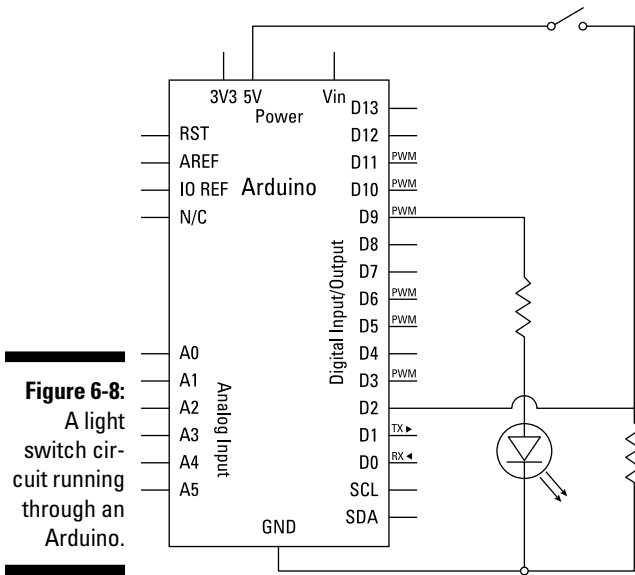 3V3 5V Vin
Power
D13
RST
D12
AREF
D11 PWM
IO REF
Arduino
D10 PWM
N/C
D9 PWM
D8
D7
D6 PWM
D5 PWM
Digital Input/Output
A0
D4
A1
D3 PWM
A2
D2
A3
D1 TX ▶
A4
D0 RX ◀
A5
SCL
Analog Input
SDA
GND
Figure 6-8:
A light
switch cir-
cuit running
through an
Arduino.